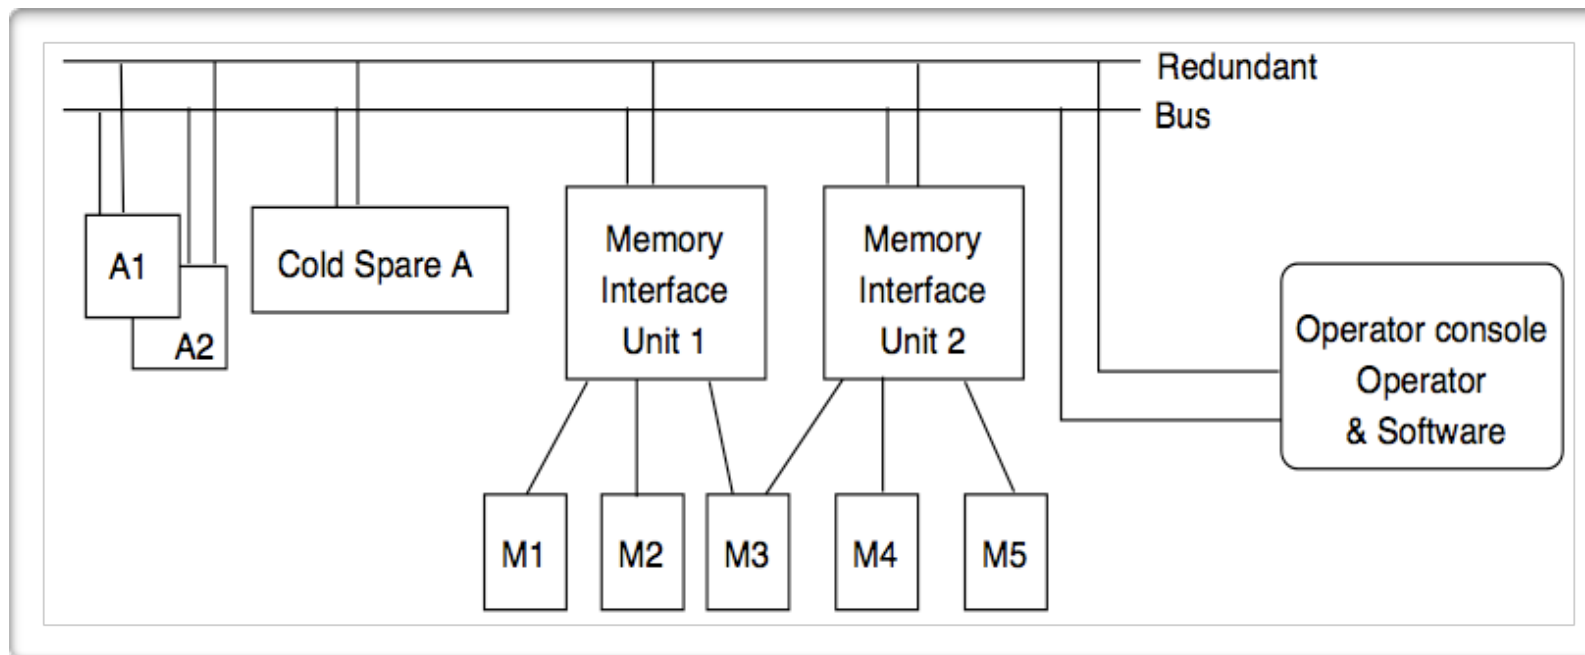 Redundant
Bus
A1
A2
Cold Spare A
Memory
Interface
Unit 1
Memory
Interface
Unit 2
Operator console
Operator
& Software
M1
M2
M3
M4
M5